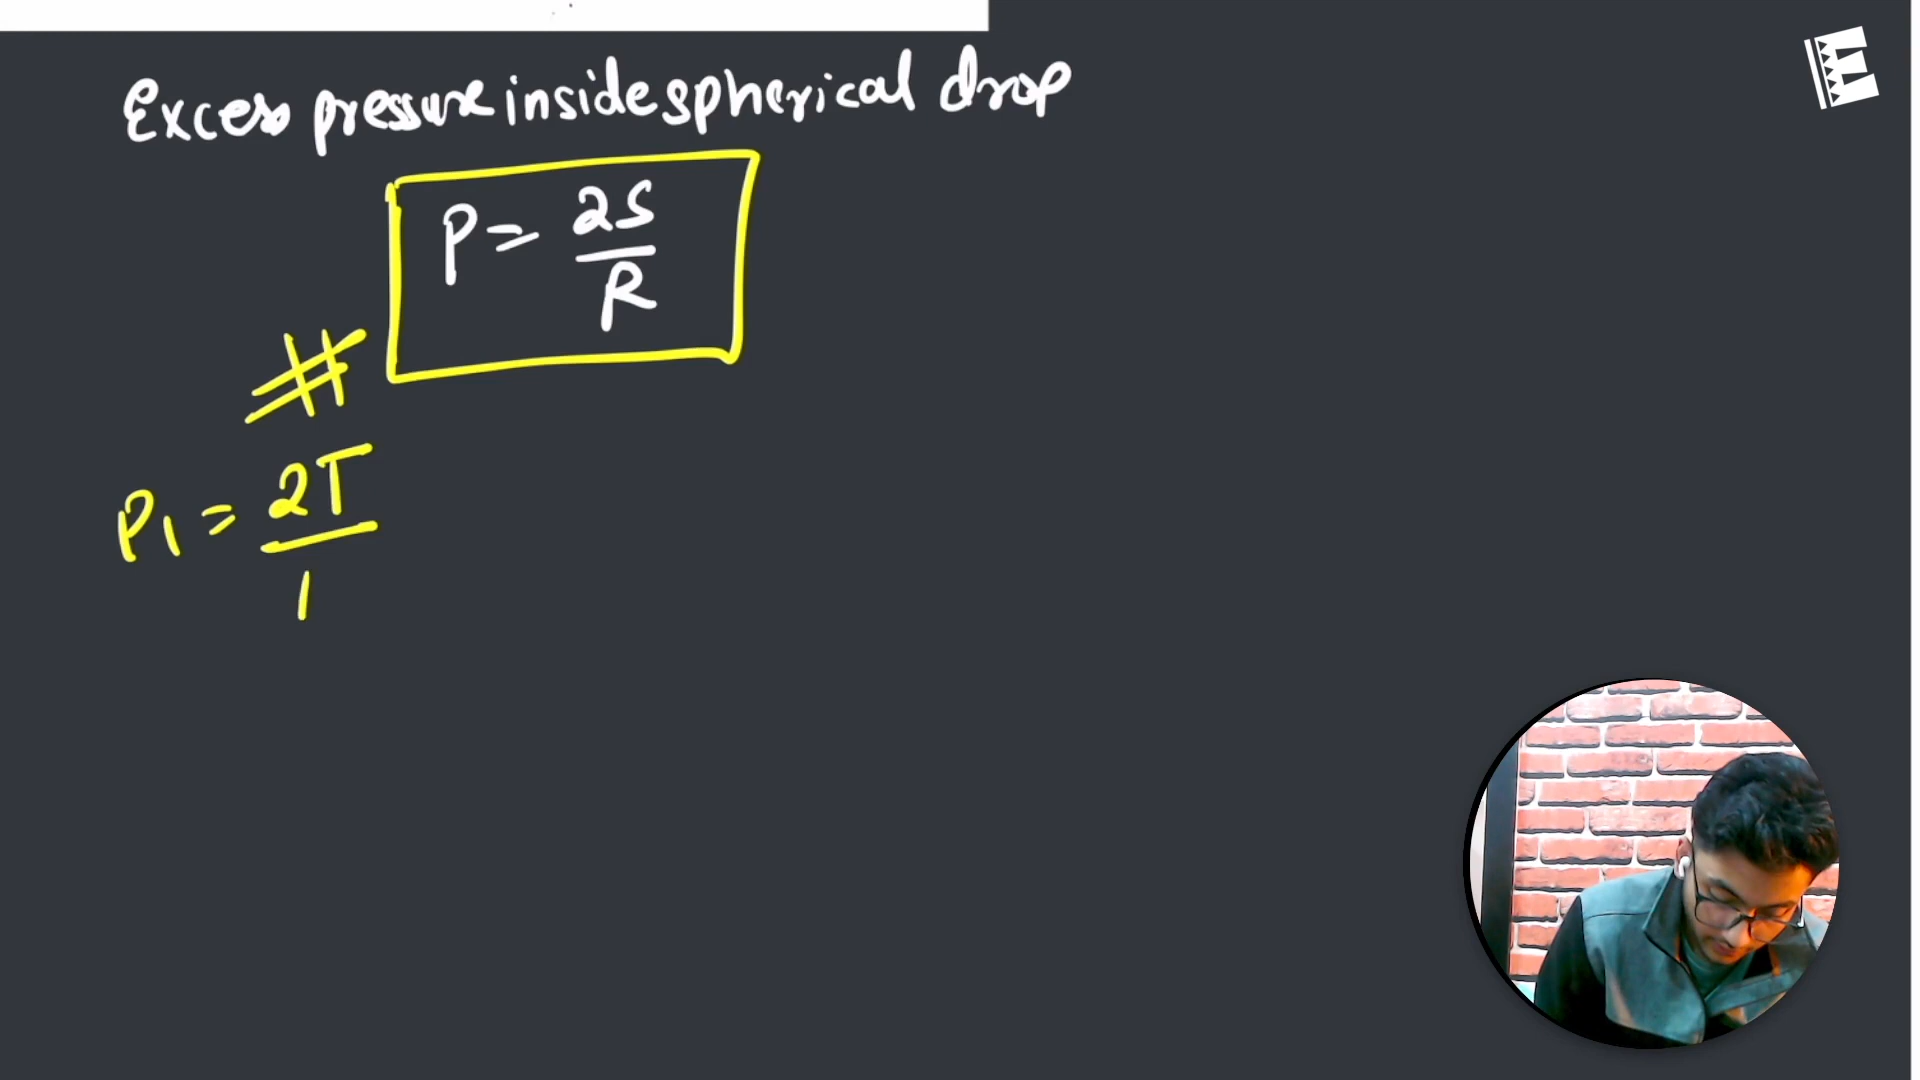 Excess pressure inside spherical drop
P = 2S
R
#
P1 = 2T
1
E